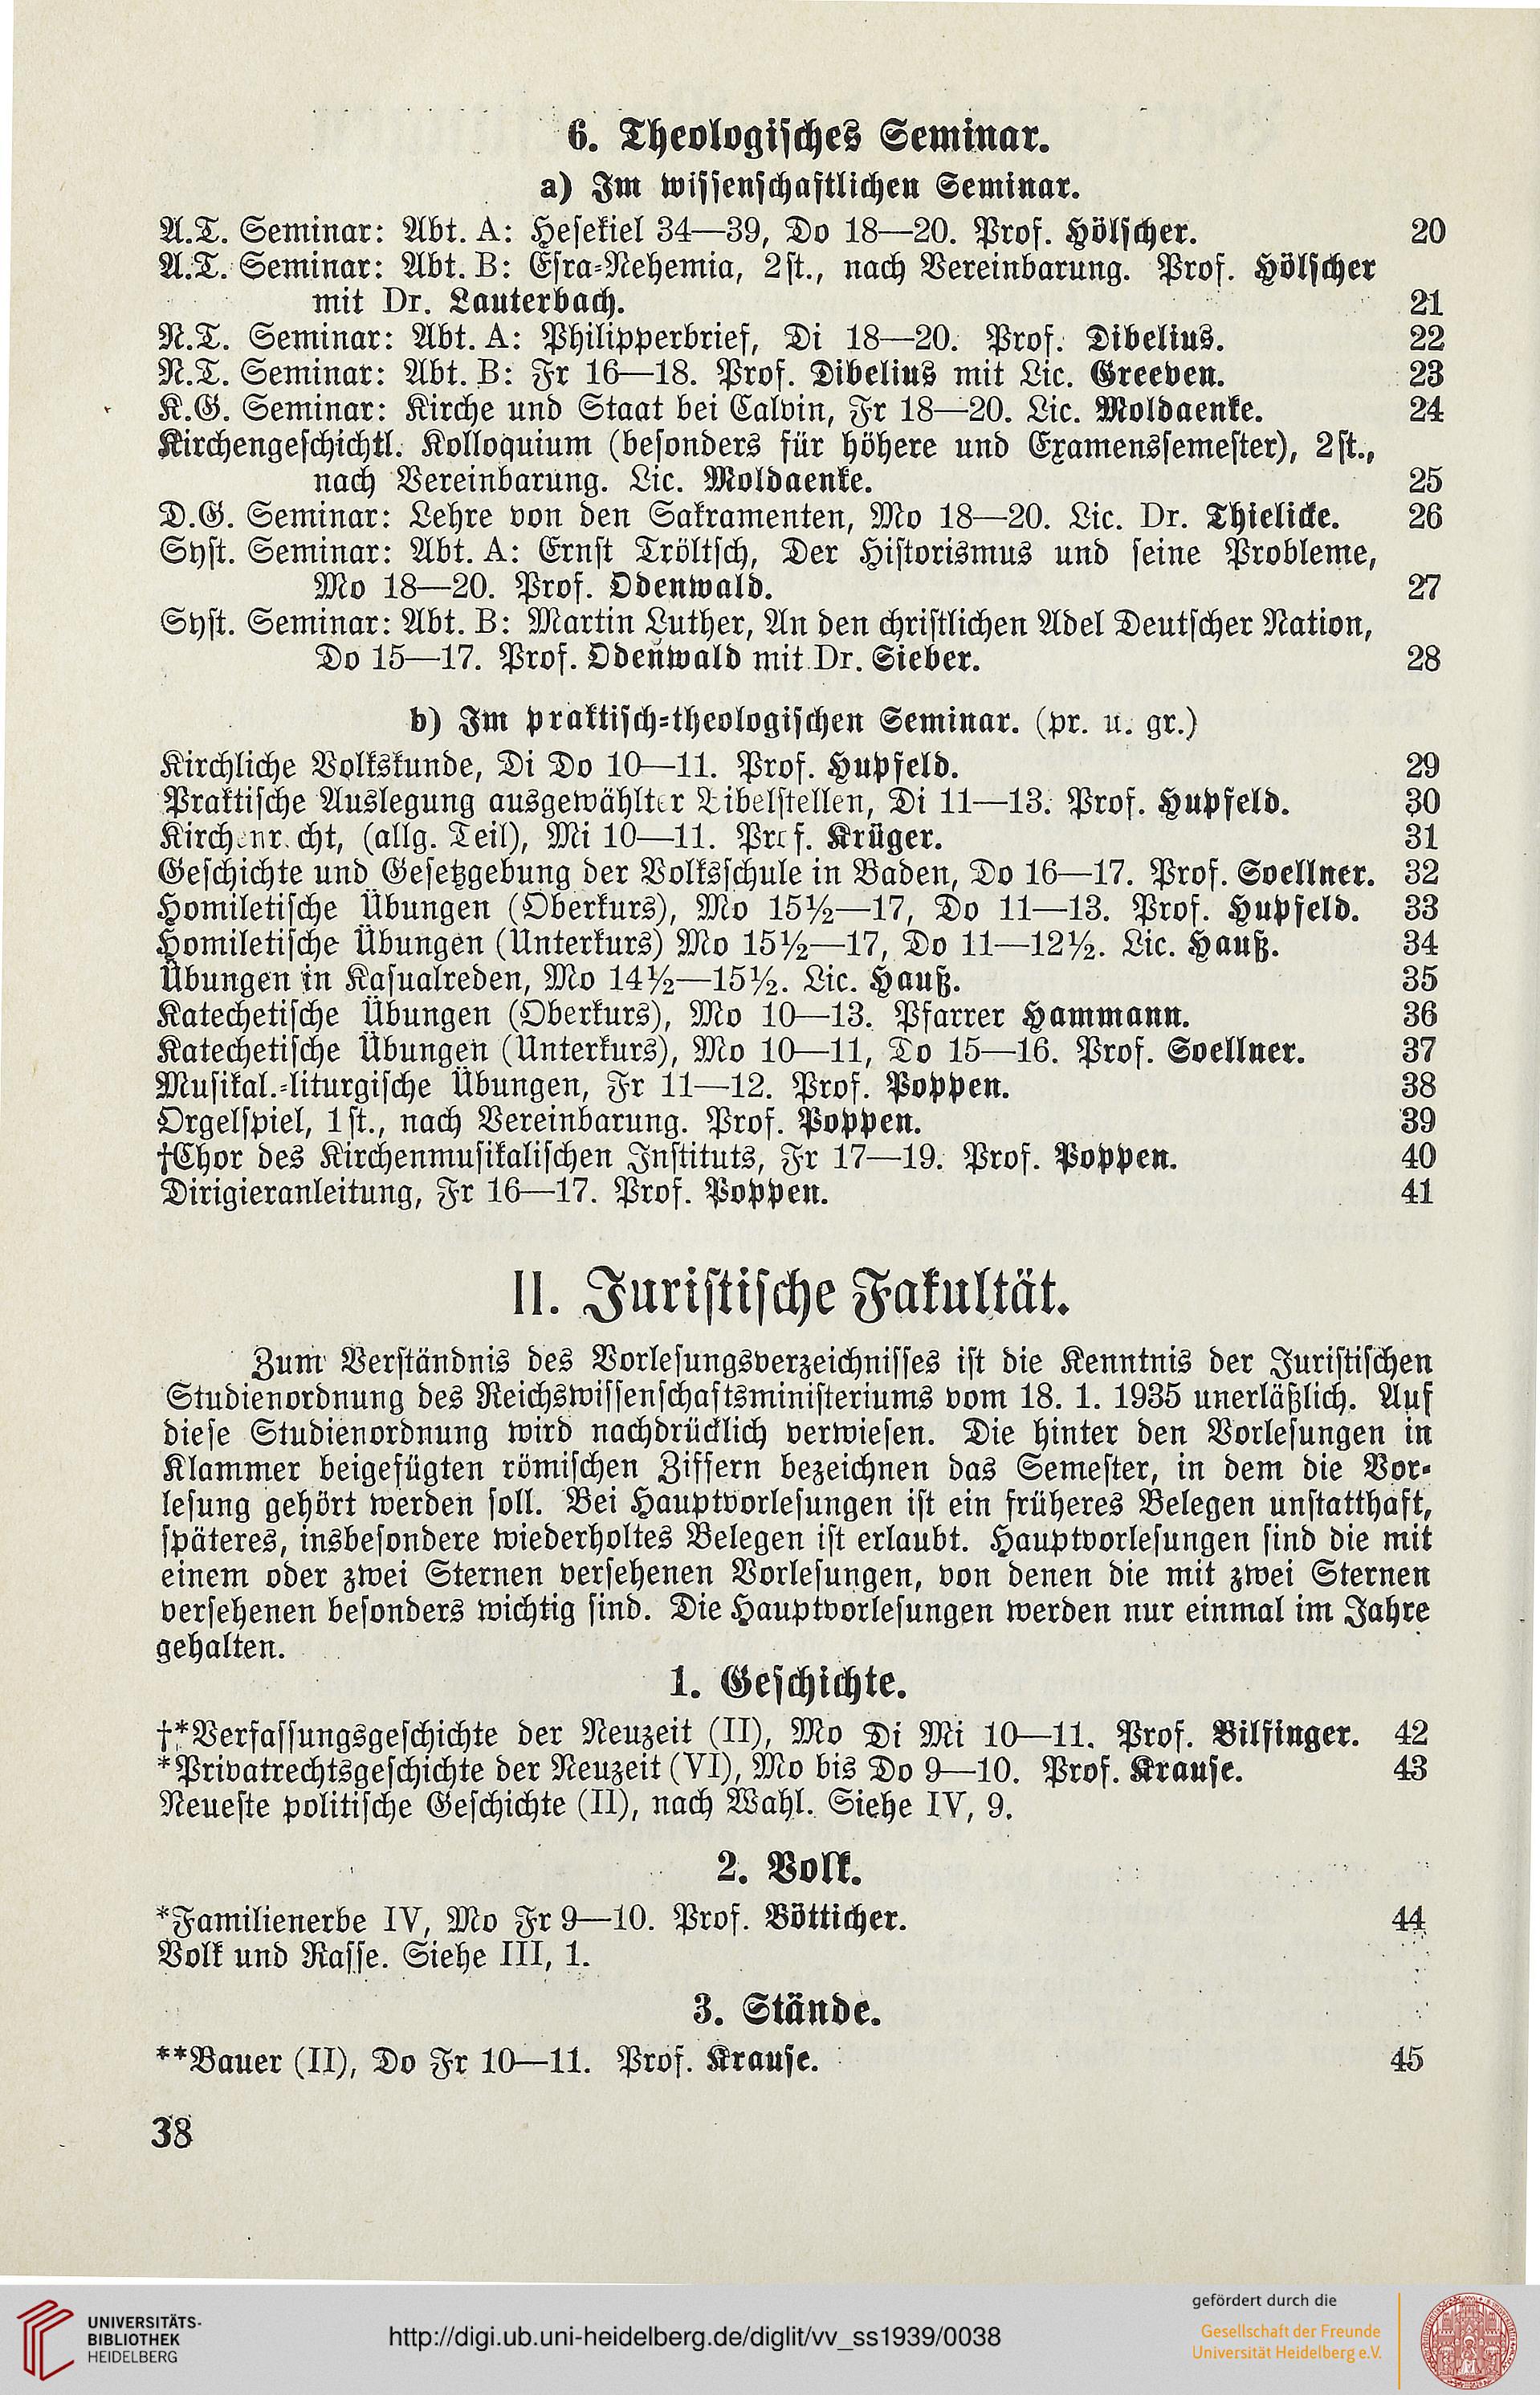 6. Theologisches Seminar.
a) Im wissenschaftlichen Seminar.
A.T. Seminar: Abt. A: Hesekiel 34—39, Do 18—20. Prof. Hölscher. 20
A.T. Seminar: Abt. B: Esra-Nehemia, 2st., nach Vereinbarung. Prof. Hölscher
mit Dr. Lauterbach. 21
N.T. Seminar: Abt. A: Philipperbrief, Di 18—20. Prof. Dibelius. 22
N.T. Seminar: Abt. B: Fr 16—18. Prof. Dibelius mit Lic. Greeven. 23
K.G. Seminar: Kirche und Staat bei Calvin, Fr 18—20. Lic. Moldaenke. 24
Kirchengeschichtl. Kolloquium (besonders für höhere und Examenssemester), 2st.,
nach Vereinbarung. Lic. Moldaenke. 25
D.G. Seminar: Lehre von den Sakramenten, Mo 18—20. Lic. Dr. Thielicke. 26
Syst. Seminar: Abt. A: Ernst Tröltsch, Der Historismus und seine Probleme,
Mo 18—20. Prof. Odenwald. 27
Syst. Seminar: Abt. B: Martin Luther, An den christlichen Adel Deutscher Nation,
Do 15—17. Prof. Odenwald mit Dr. Sieber. 28
b) Im praktisch-theologischen Seminar. (pr. u. gr.)
Kirchliche Volkskunde, Di Do 10—11. Prof. Hupfeld. 29
Praktische Auslegung ausgewählter Bibelstellen, Di 11—13. Prof. Hupfeld. 30
Kirchenrecht, (allg. Teil), Mi 10—11. Prof. Krüger. 31
Geschichte und Gesetzgebung der Volksschule in Baden, Do 16—17. Prof. Soellner. 32
Homiletische Übungen (Oberkurs), Mo 15½—17, Do 11—13. Prof. Hupfeld. 33
Homiletische Übungen (Unterkurs) Mo 15½—17, Do 11—12½. Lic. Hauß. 34
Übungen in Kasualreden, Mo 14½—15½. Lic. Hauß. 35
Katechetische Übungen (Oberkurs), Mo 10—13. Pfarrer Hammann. 36
Katechetische Übungen (Unterkurs), Mo 10—11, Do 15—16. Prof. Soellner. 37
Musikal.-liturgische Übungen, Fr 11—12. Prof. Poppen. 38
Orgelspiel, 1st., nach Vereinbarung. Prof. Poppen. 39
†Chor des Kirchenmusikalischen Instituts, Fr 17—19. Prof. Poppen. 40
Dirigieranleitung, Fr 16—17. Prof. Poppen. 41
II. Juristische Fakultät.
Zum Verständnis des Vorlesungsverzeichnisses ist die Kenntnis der Juristischen
Studienordnung des Reichswissenschaftsministeriums vom 18. 1. 1935 unerläßlich. Auf
diese Studienordnung wird nachdrücklich verwiesen. Die hinter den Vorlesungen in
Klammer beigefügten römischen Ziffern bezeichnen das Semester, in dem die Vor-
lesung gehört werden soll. Bei Hauptvorlesungen ist ein früheres Belegen unstatthaft,
späteres, insbesondere wiederholtes Belegen ist erlaubt. Hauptvorlesungen sind die mit
einem oder zwei Sternen versehenen Vorlesungen, von denen die mit zwei Sternen
versehenen besonders wichtig sind. Die Hauptvorlesungen werden nur einmal im Jahre
gehalten.
1. Geschichte.
†*Verfassungsgeschichte der Neuzeit (II), Mo Di Mi 10—11. Prof. Bilfinger. 42
*Privatrechtsgeschichte der Neuzeit (VI), Mo bis Do 9—10. Prof. Krause. 43
Neueste politische Geschichte (II), nach Wahl. Siehe IV, 9.
2. Volk.
*Familienerbe IV, Mo Fr 9—10. Prof. Bötticher. 44
Volk und Rasse. Siehe III, 1.
3. Stände.
**Bauer (II), Do Fr 10—11. Prof. Krause. 45
38
UNIVERSITÄTS-
BIBLIOTHEK
HEIDELBERG
http://digi.ub.uni-heidelberg.de/diglit/vv_ss1939/0038
gefördert durch die
Gesellschaft der Freunde
Universität Heidelberg e.V.